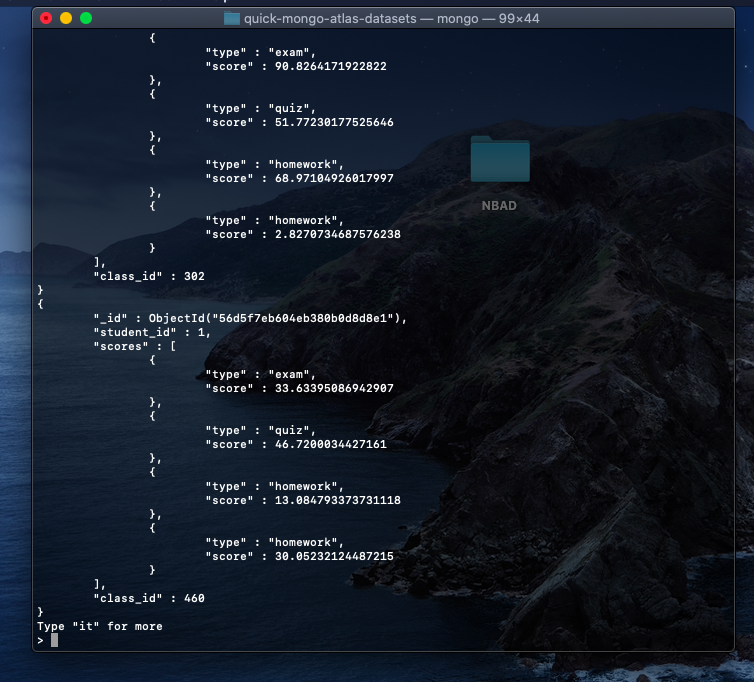 quick-mongo-atlas-datasets — mongo — 99×44
{
"type" : "exam",
"score" : 90.8264171922822
},
{
"type" : "quiz",
"score" : 51.77230177525646
},
{
"type" : "homework",
"score" : 68.97104926017997
},
{
"type" : "homework",
"score" : 2.8270734687576238
}
],
"class_id" : 302
}
{
"_id" : ObjectId("56d5f7eb604eb380b0d8d8e1"),
"student_id" : 1,
"scores" : [
{
"type" : "exam",
"score" : 33.63395086942907
},
{
"type" : "quiz",
"score" : 46.7200034427161
},
{
"type" : "homework",
"score" : 13.084793373731118
},
{
"type" : "homework",
"score" : 30.05232124487215
}
],
"class_id" : 460
}
Type "it" for more
>
NBAD